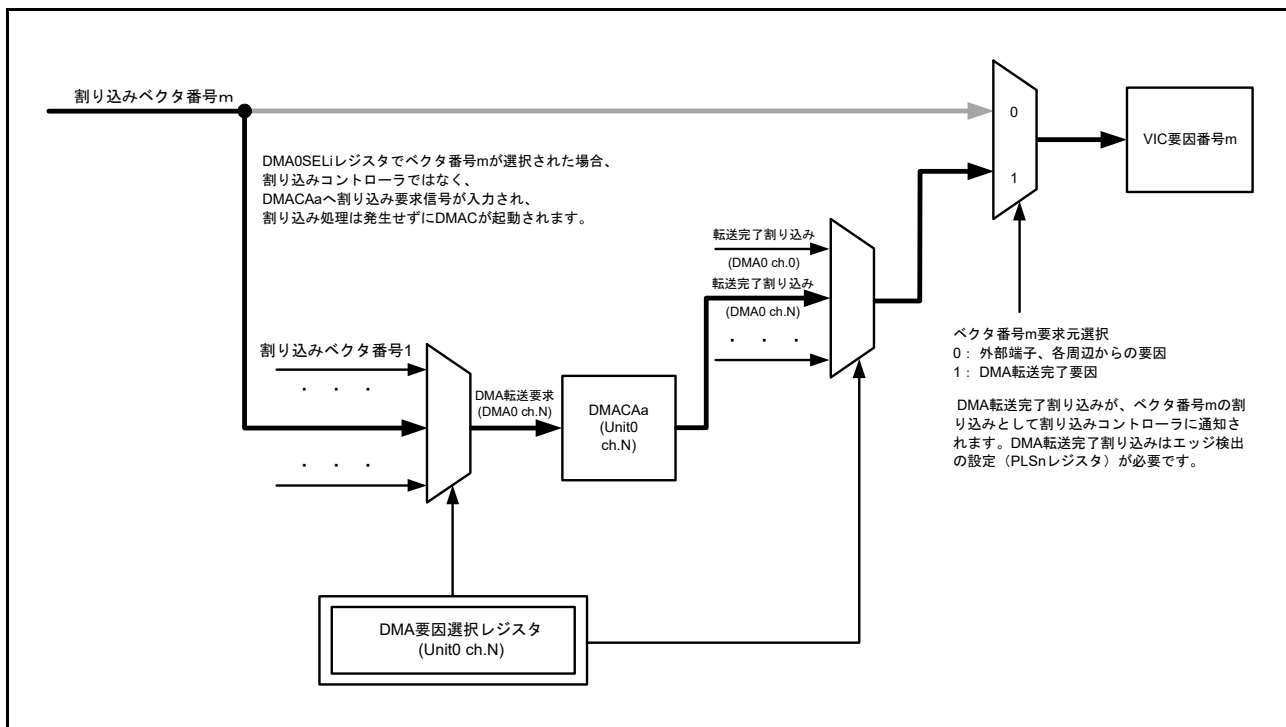 割り込みベクタ番号m
DMA0SELiレジスタでベクタ番号mが選択された場合、
割り込みコントローラではなく、
DMACAaへ割り込み要求信号が入力され、
割り込み処理は発生せずにDMACが起動されます。
0
1
VIC要因番号m
転送完了割り込み
(DMA0 ch.0)
転送完了割り込み
(DMA0 ch.N)
・ ・ ・
割り込みベクタ番号1
・ ・ ・
・ ・ ・
DMA転送要求
(DMA0 ch.N)
DMACAa
(Unit0
ch.N)
ベクタ番号m要求元選択
0： 外部端子、各周辺からの要因
1： DMA転送完了要因
DMA転送完了割り込みが、ベクタ番号mの割
り込みとして割り込みコントローラに通知さ
れます。DMA転送完了割り込みはエッジ検出
の設定（PLSnレジスタ）が必要です。
DMA要因選択レジスタ
(Unit0 ch.N)